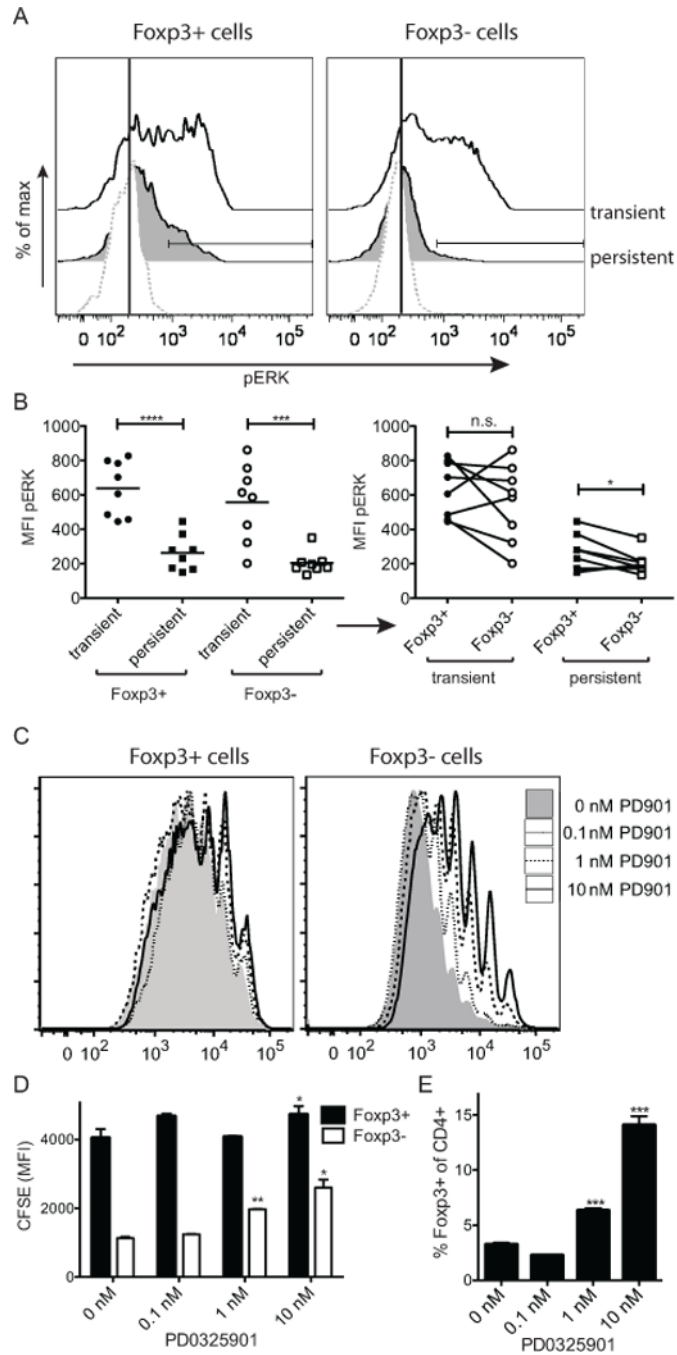 A
Foxp3+ cells Foxp3- cells
% of max
transient
persistent
0 10² 10³ 10⁴ 10⁵ 0 10² 10³ 10⁴ 10⁵
pERK
B
1000 **** *** 1000 n.s.
800 800
600 600 *
400 400
200 200
0 0
MFI pERK MFI pERK
transient persistent transient persistent Foxp3+ Foxp3- Foxp3+ Foxp3-
Foxp3+ Foxp3- transient persistent
C
Foxp3+ cells Foxp3- cells
0 nM PD901
0.1 nM PD901
1 nM PD901
10 nM PD901
0 10² 10³ 10⁴ 10⁵ 0 10² 10³ 10⁴ 10⁵
D
CFSE (MFI)
4000
2000
0
* ** *
Foxp3+
Foxp3-
0 nM 0.1 nM 1 nM 10 nM
PD0325901
E
% Foxp3+ of CD4+
15
10
5
0
*** ***
0 nM 0.1 nM 1 nM 10 nM
PD0325901